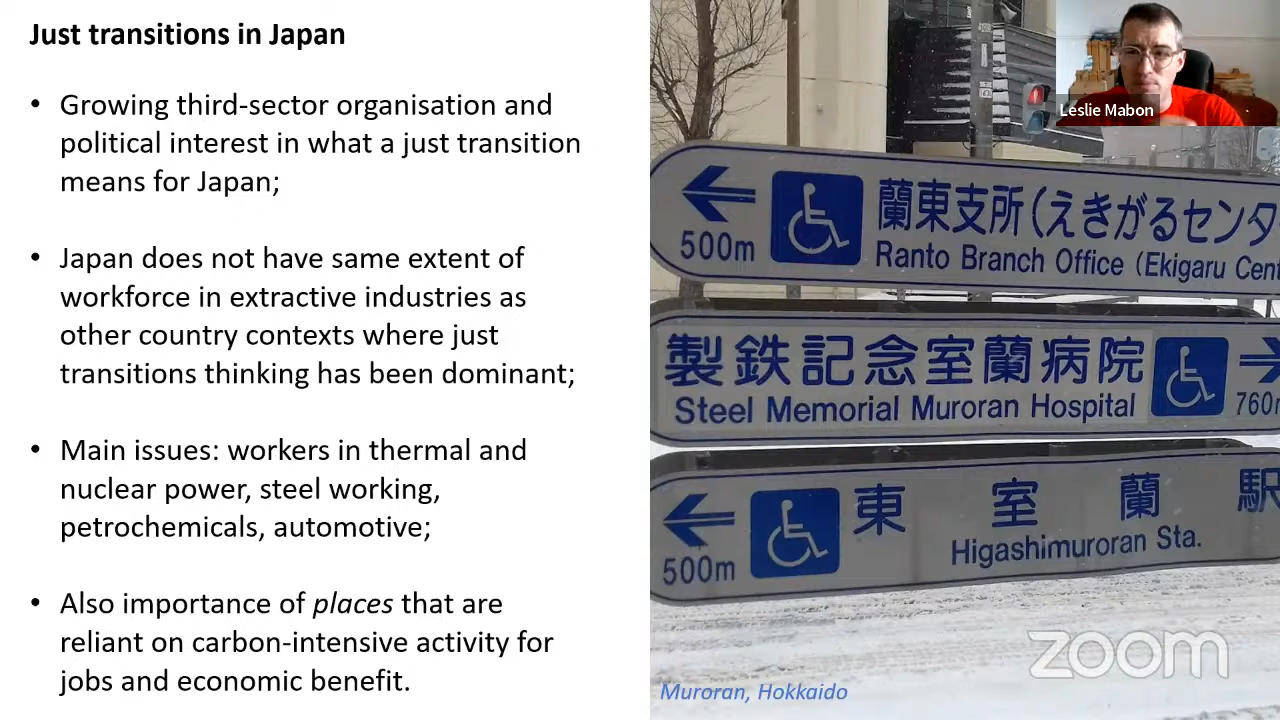 Just transitions in Japan
• Growing third-sector organisation and
political interest in what a just transition
means for Japan;
• Japan does not have same extent of
workforce in extractive industries as
other country contexts where just
transitions thinking has been dominant;
• Main issues: workers in thermal and
nuclear power, steel working,
petrochemicals, automotive;
• Also importance of places that are
reliant on carbon-intensive activity for
jobs and economic benefit.
Leslie Mabon
500m
蘭東支所(えきがるセンタ
Ranto Branch Office (Ekigaru Cent
製鉄記念室蘭病院
Steel Memorial Muroran Hospital
760m
500m
東室蘭駅
Higashimuroran Sta.
zoom
Muroran, Hokkaido